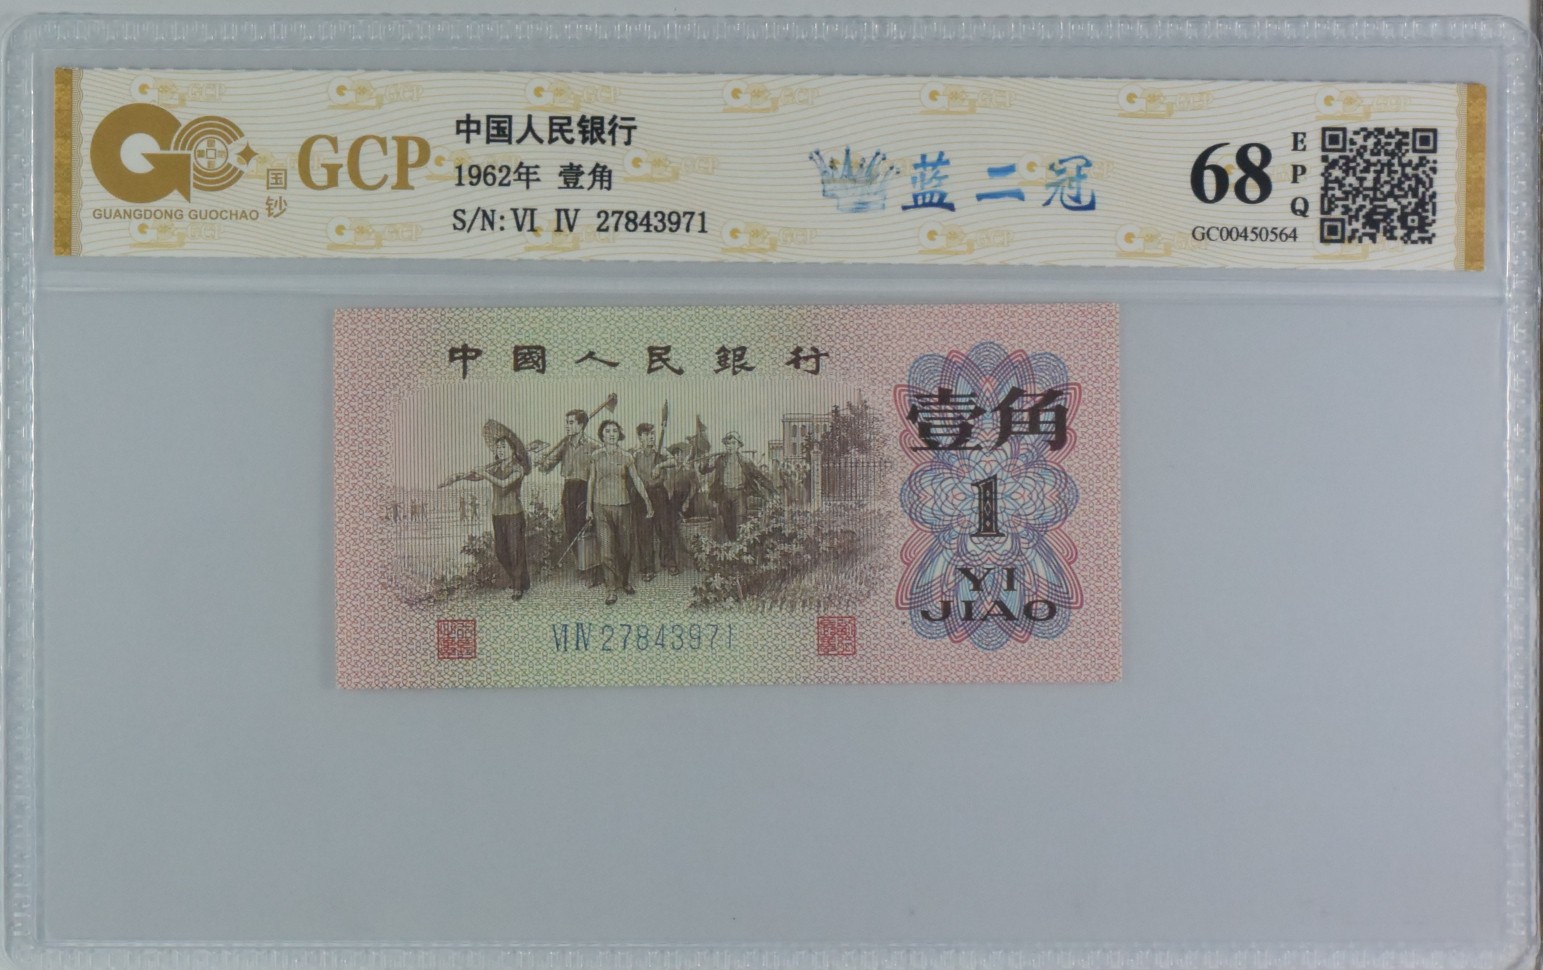 GUANGDONG GUOCHAO
国钞
GCP
中国人民银行
1962年 壹角
S/N: VI IV 27843971
蓝二冠
68
EPQ
GC00450564
中國人民銀行
壹角
1
YI
JIAO
VI IV 27843971